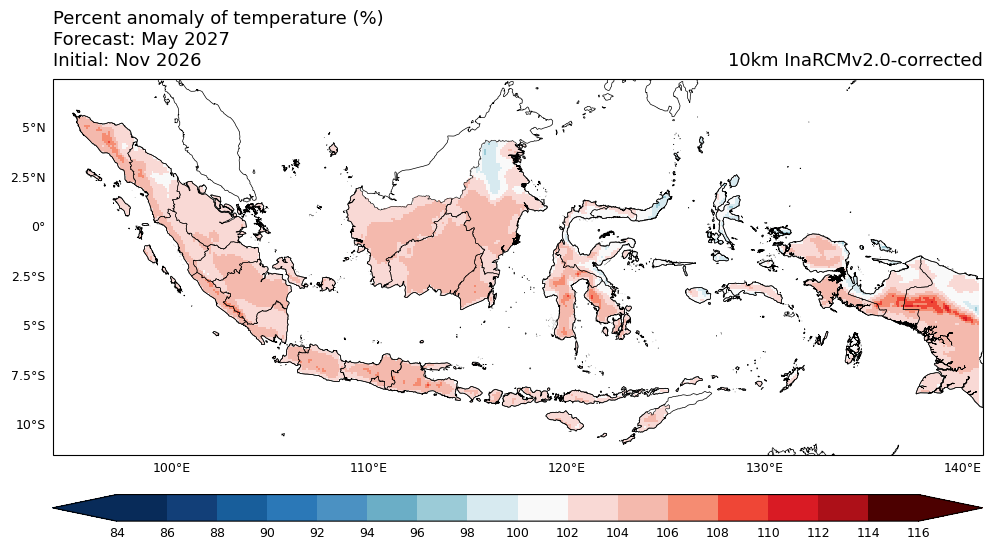 Percent anomaly of temperature (%)
Forecast: May 2027
Initial: Nov 2026
10km InaRCMv2.0-corrected
5°N
2.5°N
0°
2.5°S
5°S
7.5°S
10°S
100°E 110°E 120°E 130°E 140°E
84 86 88 90 92 94 96 98 100 102 104 106 108 110 112 114 116